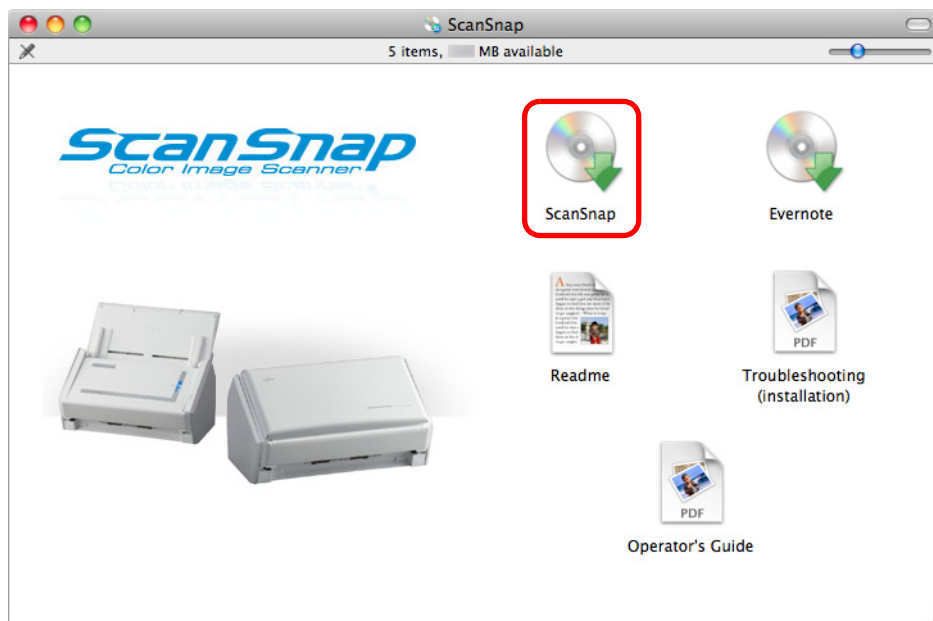 ScanSnap
5 items, MB available
ScanSnap
Color Image Scanner
ScanSnap
Evernote
Readme
Troubleshooting
(installation)
PDF
Operator's Guide
PDF